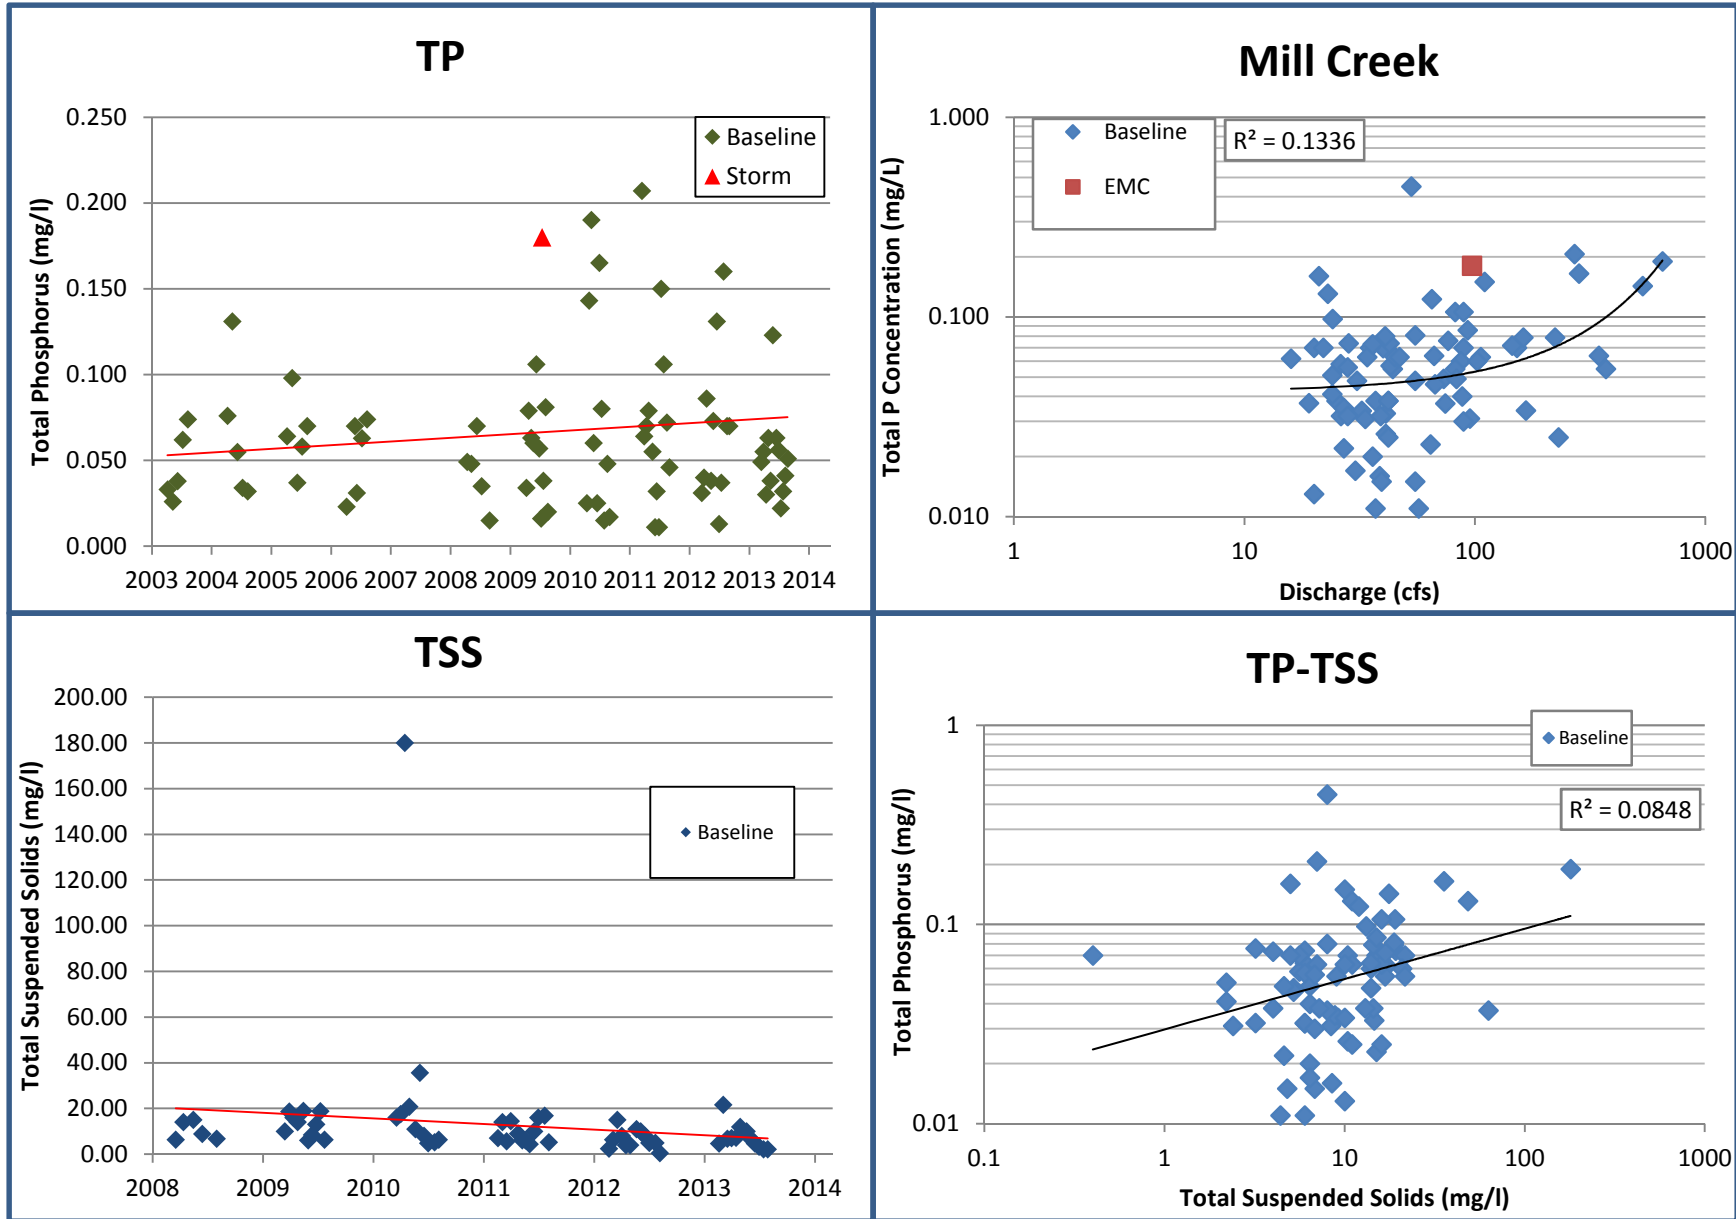 TP
Total Phosphorus (mg/l)
0.250
0.200
0.150
0.100
0.050
0.000
2003 2004 2005 2006 2007 2008 2009 2010 2011 2012 2013 2014
Baseline
Storm
Mill Creek
Total P Concentration (mg/L)
1.000
0.100
0.010
1 10 100 1000
Discharge (cfs)
Baseline
EMC
R² = 0.1336
TSS
Total Suspended Solids (mg/l)
200.00
180.00
160.00
140.00
120.00
100.00
80.00
60.00
40.00
20.00
0.00
2008 2009 2010 2011 2012 2013 2014
Baseline
TP-TSS
Total Phosphorus (mg/l)
1
0.1
0.01
0.1 1 10 100 1000
Total Suspended Solids (mg/l)
Baseline
R² = 0.0848